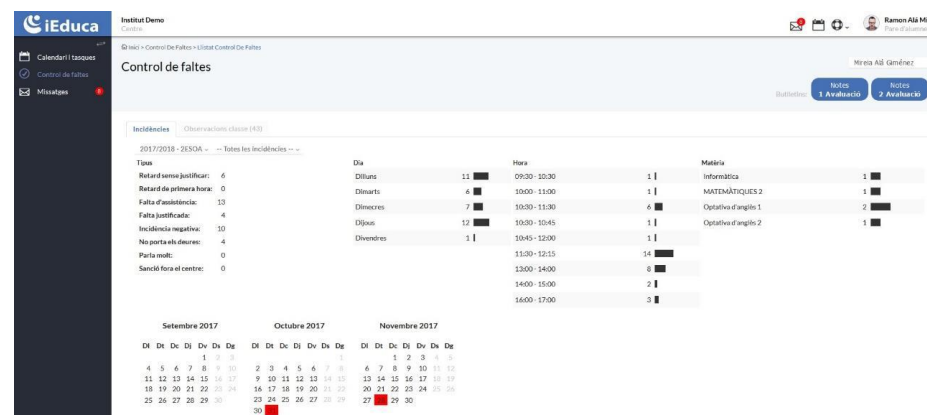 iEduca
Institut Demo
Centre
Ramon Alá Mi
Pare d'alumne
Calendari i tasques
Control de faltes
Missatges
Inici > Control De Faltes > Llistat Control De Faltes
Control de faltes
Mireia Alá Giménez
Butlletins:
Notes
1 Avaluació
Notes
2 Avaluació
Incidències
Observacions classe (43)
2017/2018 - 2ESOA
-- Totes les incidències --
Tipus
Retard sense justificar: 6
Retard de primera hora: 0
Falta d'assistència: 13
Falta justificada: 4
Incidència negativa: 10
No porta els deures: 4
Parla molt: 0
Sanció fora el centre: 0
Dia
Dilluns 11
Dimarts 6
Dimecres 7
Dijous 12
Divendres 1
Hora
09:30 - 10:30 1
10:00 - 11:00 1
10:30 - 11:30 6
10:30 - 10:45 1
10:45 - 12:00 1
11:30 - 12:15 14
13:00 - 14:00 8
14:00 - 15:00 2
16:00 - 17:00 3
Matèria
Informàtica 1
MATEMÀTIQUES 2 1
Optativa d'anglès 1 2
Optativa d'anglès 2 1
Setembre 2017
Dl Dt Dc Dj Dv Ds Dg
1 2 3
4 5 6 7 8 9 10
11 12 13 14 15 16 17
18 19 20 21 22 23 24
25 26 27 28 29 30
Octubre 2017
Dl Dt Dc Dj Dv Ds Dg
1
2 3 4 5 6 7 8
9 10 11 12 13 14 15
16 17 18 19 20 21 22
23 24 25 26 27 28 29
30
Novembre 2017
Dl Dt Dc Dj Dv Ds Dg
1 2 3 4 5
6 7 8 9 10 11 12
13 14 15 16 17 18 19
20 21 22 23 24 25 26
27 28 29 30